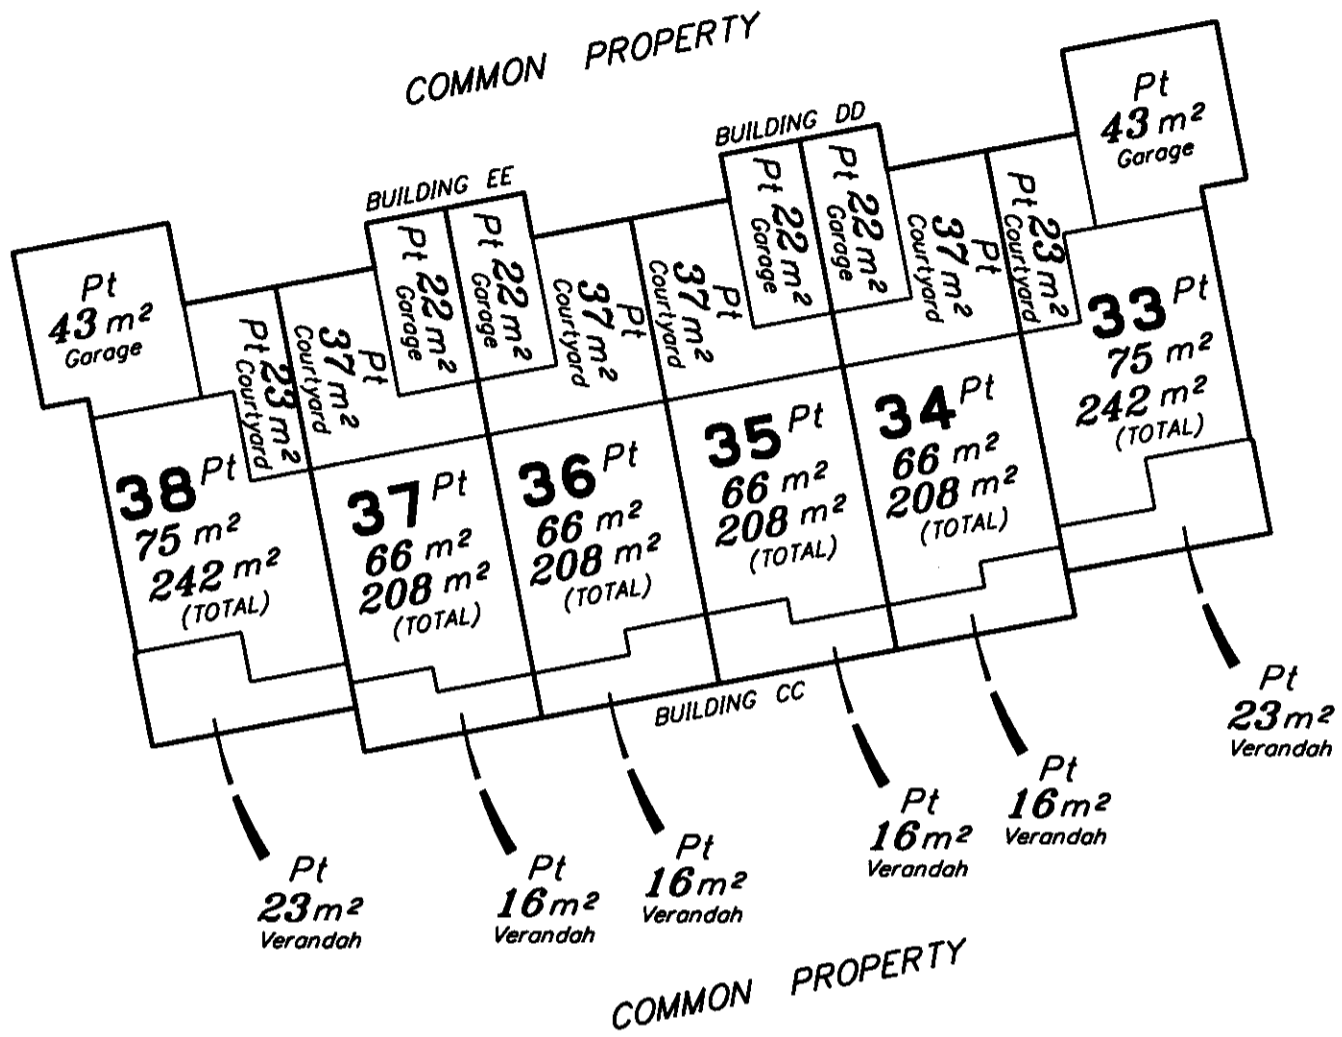 COMMON PROPERTY
BUILDING DD
BUILDING EE
Pt
43 m²
Garage
Pt 23 m²
Courtyard
Pt
37 m²
Courtyard
Pt 22 m²
Garage
Pt 22 m²
Garage
Pt
37 m²
Courtyard
Pt
37 m²
Courtyard
Pt 22 m²
Garage
Pt 22 m²
Garage
Pt
37 m²
Courtyard
Pt 23 m²
Courtyard
Pt
43 m²
Garage
38 Pt
75 m²
242 m²
(TOTAL)
37 Pt
66 m²
208 m²
(TOTAL)
36 Pt
66 m²
208 m²
(TOTAL)
35 Pt
66 m²
208 m²
(TOTAL)
34 Pt
66 m²
208 m²
(TOTAL)
33 Pt
75 m²
242 m²
(TOTAL)
BUILDING CC
Pt
23 m²
Verandah
Pt
16 m²
Verandah
Pt
16 m²
Verandah
Pt
16 m²
Verandah
Pt
16 m²
Verandah
Pt
23 m²
Verandah
COMMON PROPERTY